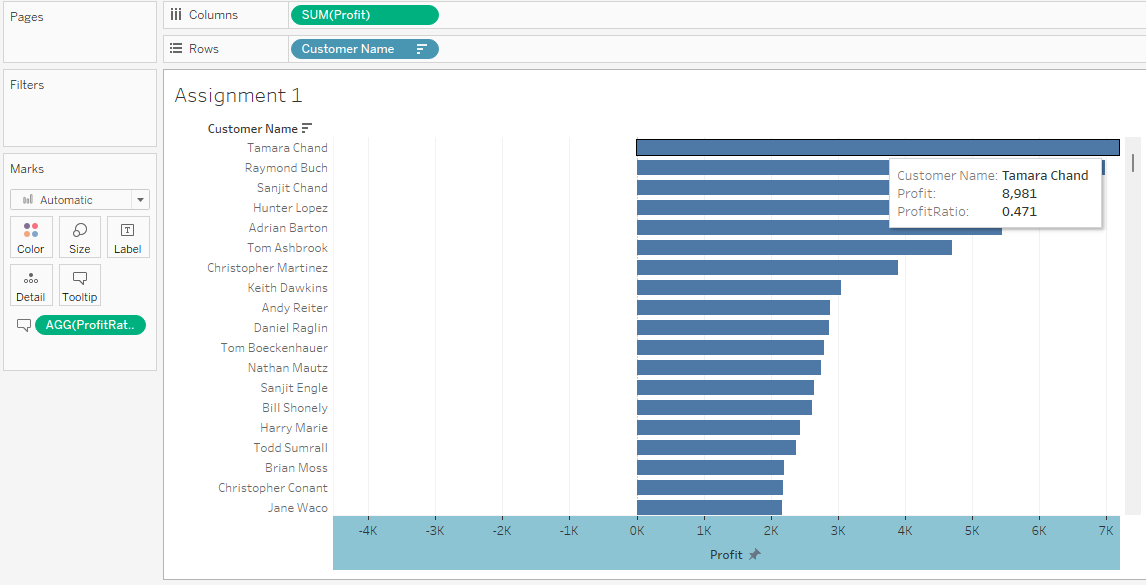 Pages
Columns
SUM(Profit)
Rows
Customer Name
Filters
Marks
Automatic
Color
Size
Label
Detail
Tooltip
AGG(ProfitRat..
Assignment 1
Customer Name
Tamara Chand
Raymond Buch
Sanjit Chand
Hunter Lopez
Adrian Barton
Tom Ashbrook
Christopher Martinez
Keith Dawkins
Andy Reiter
Daniel Raglin
Tom Boeckenhauer
Nathan Mautz
Sanjit Engle
Bill Shonely
Harry Marie
Todd Sumrall
Brian Moss
Christopher Conant
Jane Waco
Customer Name: Tamara Chand
Profit: 8,981
ProfitRatio: 0.471
-4K -3K -2K -1K 0K 1K 2K 3K 4K 5K 6K 7K
Profit